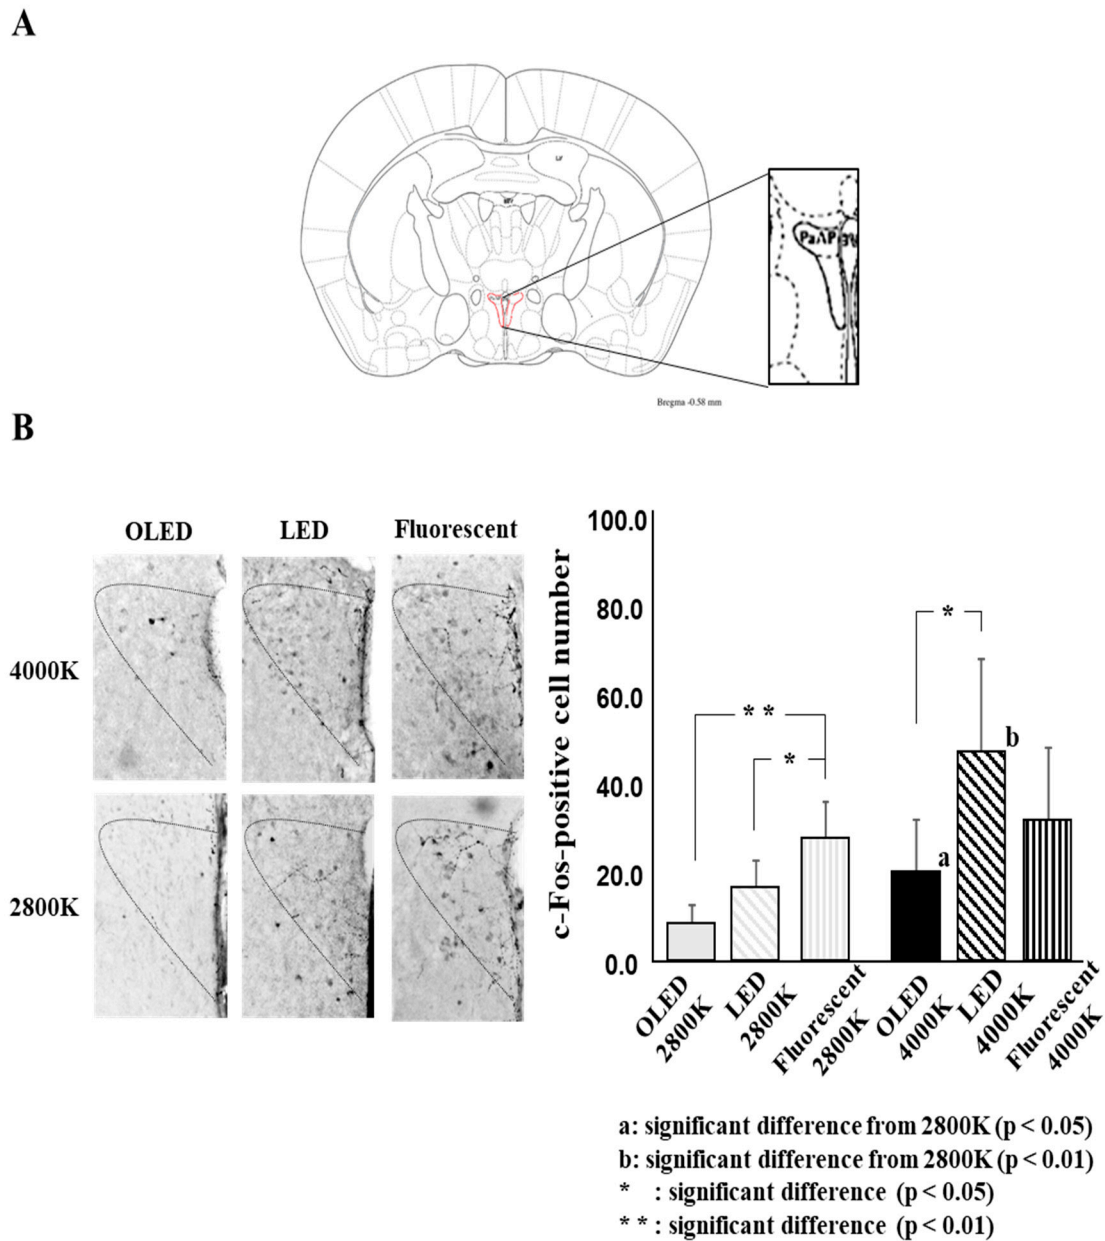 A
LV
PaAP
Bregma -0.58 mm
B
OLED LED Fluorescent
4000K
2800K
c-Fos-positive cell number
100.0
80.0
60.0
40.0
20.0
0.0
* *
*
*
a
b
OLED
2800K
LED
2800K
Fluorescent
2800K
OLED
4000K
LED
4000K
Fluorescent
4000K
a: significant difference from 2800K (p < 0.05)
b: significant difference from 2800K (p < 0.01)
* : significant difference (p < 0.05)
* * : significant difference (p < 0.01)